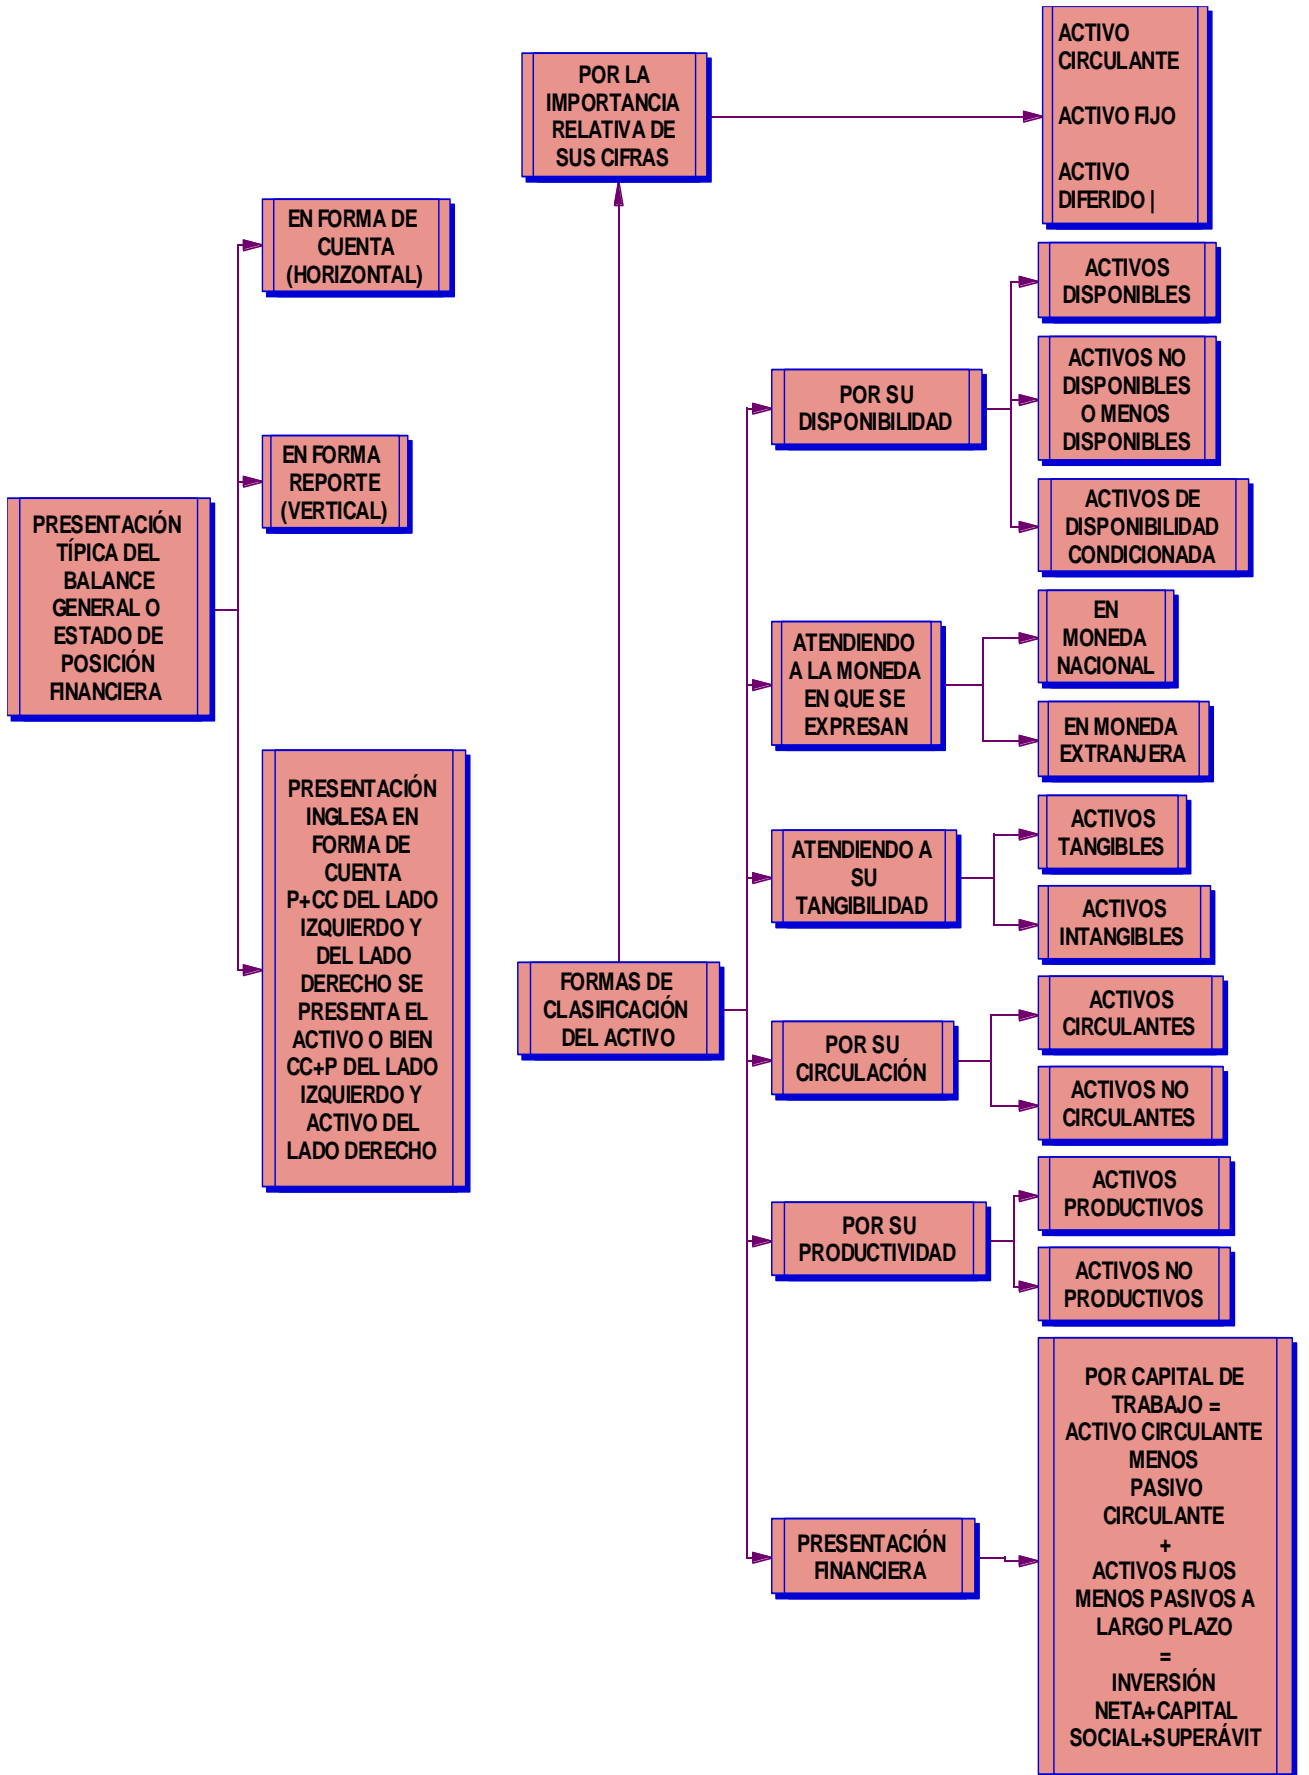 PRESENTACIÓN
TÍPICA DEL
BALANCE
GENERAL O
ESTADO DE
POSICIÓN
FINANCIERA
EN FORMA DE
CUENTA
(HORIZONTAL)
EN FORMA
REPORTE
(VERTICAL)
PRESENTACIÓN
INGLESA EN
FORMA DE
CUENTA
P+CC DEL LADO
IZQUIERDO Y
DEL LADO
DERECHO SE
PRESENTA EL
ACTIVO O BIEN
CC+P DEL LADO
IZQUIERDO Y
ACTIVO DEL
LADO DERECHO
FORMAS DE
CLASIFICACIÓN
DEL ACTIVO
POR LA
IMPORTANCIA
RELATIVA DE
SUS CIFRAS
ACTIVO
CIRCULANTE
ACTIVO FIJO
ACTIVO
DIFERIDO |
POR SU
DISPONIBILIDAD
ACTIVOS
DISPONIBLES
ACTIVOS NO
DISPONIBLES
O MENOS
DISPONIBLES
ACTIVOS DE
DISPONIBILIDAD
CONDICIONADA
ATENDIENDO
A LA MONEDA
EN QUE SE
EXPRESAN
EN
MONEDA
NACIONAL
EN MONEDA
EXTRANJERA
ATENDIENDO A
SU
TANGIBILIDAD
ACTIVOS
TANGIBLES
ACTIVOS
INTANGIBLES
POR SU
CIRCULACIÓN
ACTIVOS
CIRCULANTES
ACTIVOS NO
CIRCULANTES
POR SU
PRODUCTIVIDAD
ACTIVOS
PRODUCTIVOS
ACTIVOS NO
PRODUCTIVOS
PRESENTACIÓN
FINANCIERA
POR CAPITAL DE
TRABAJO =
ACTIVO CIRCULANTE
MENOS
PASIVO
CIRCULANTE
+
ACTIVOS FIJOS
MENOS PASIVOS A
LARGO PLAZO
=
INVERSIÓN
NETA+CAPITAL
SOCIAL+SUPERÁVIT